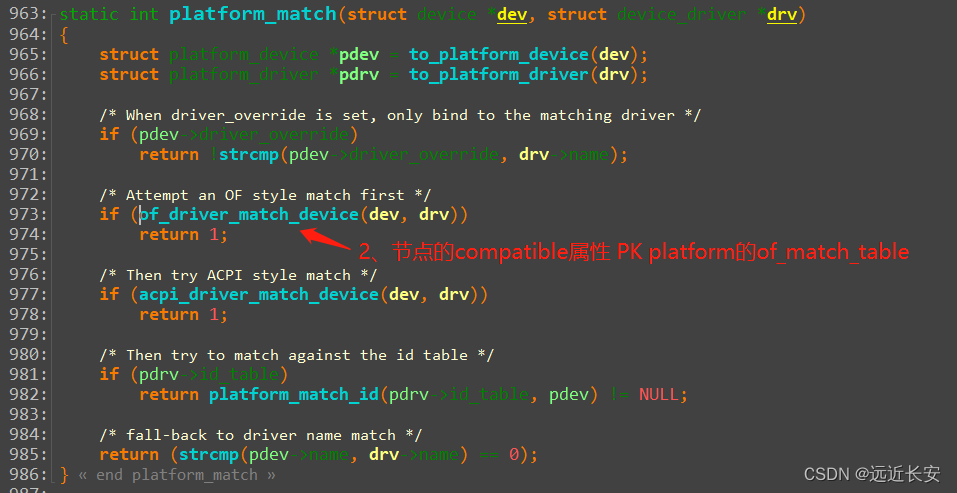 963: static int platform_match(struct device *dev, struct device_driver *drv)
964: {
965: struct platform_device *pdev = to_platform_device(dev);
966: struct platform_driver *pdrv = to_platform_driver(drv);
967:
968: /* When driver_override is set, only bind to the matching driver */
969: if (pdev->driver_override)
970: return !strcmp(pdev->driver_override, drv->name);
971:
972: /* Attempt an OF style match first */
973: if (of_driver_match_device(dev, drv))
974: return 1;
975:
2、节点的compatible属性 PK platform的of_match_table
976: /* Then try ACPI style match */
977: if (acpi_driver_match_device(dev, drv))
978: return 1;
979:
980: /* Then try to match against the id table */
981: if (pdrv->id_table)
982: return platform_match_id(pdrv->id_table, pdev) != NULL;
983:
984: /* fall-back to driver name match */
985: return (strcmp(pdev->name, drv->name) == 0);
986: } « end platform_match »
CSDN @远近长安